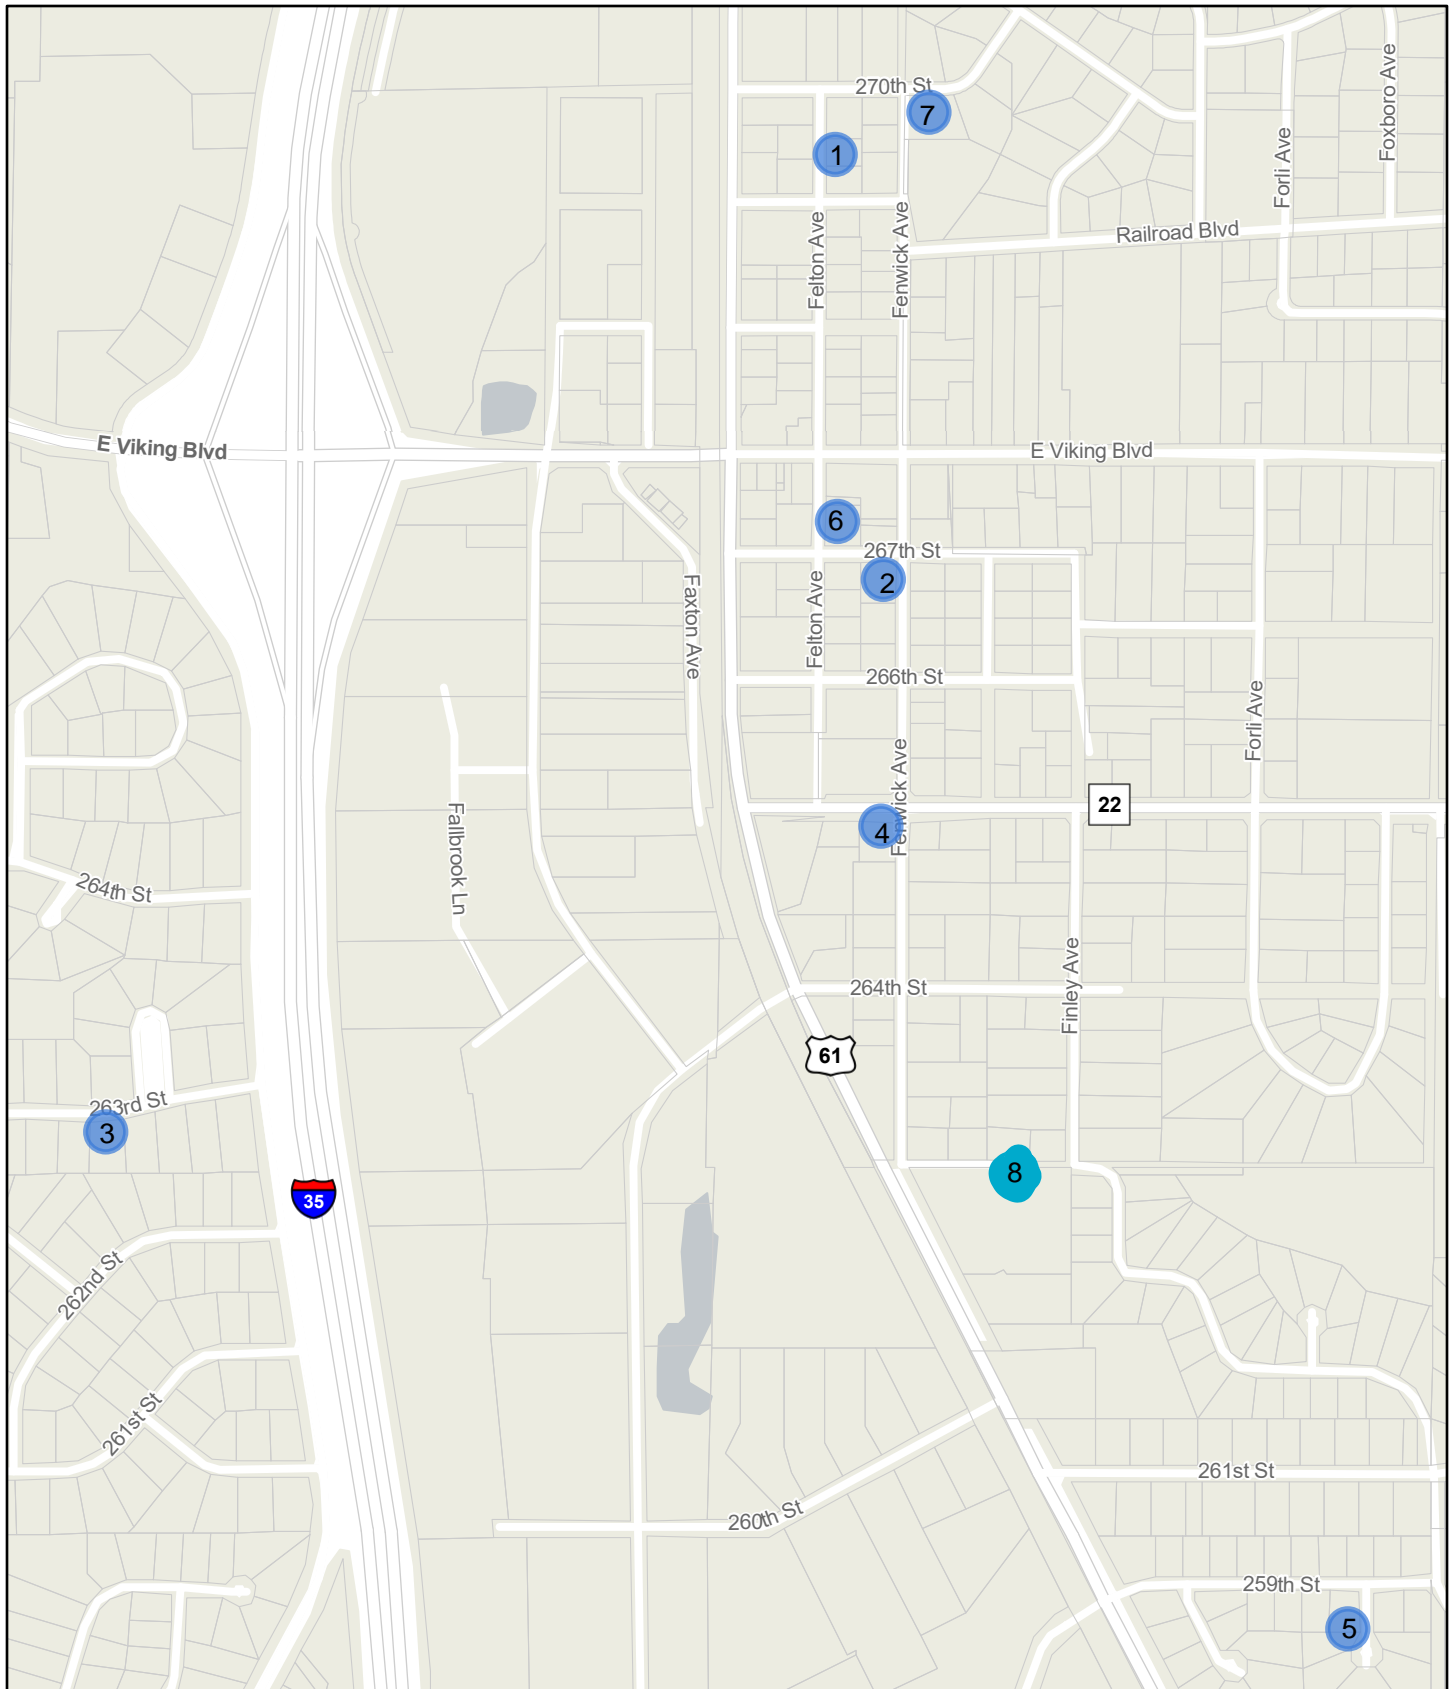 270th St
7
1
Foxboro Ave
Forli Ave
Felton Ave
Fenwick Ave
Railroad Blvd
E Viking Blvd
E Viking Blvd
6
267th St
2
Faxton Ave
Felton Ave
266th St
Forli Ave
Fenwick Ave
22
4
Fallbrook Ln
264th St
Finley Ave
264th St
61
263rd St
3
8
35
262nd St
261st St
261st St
260th St
259th St
5